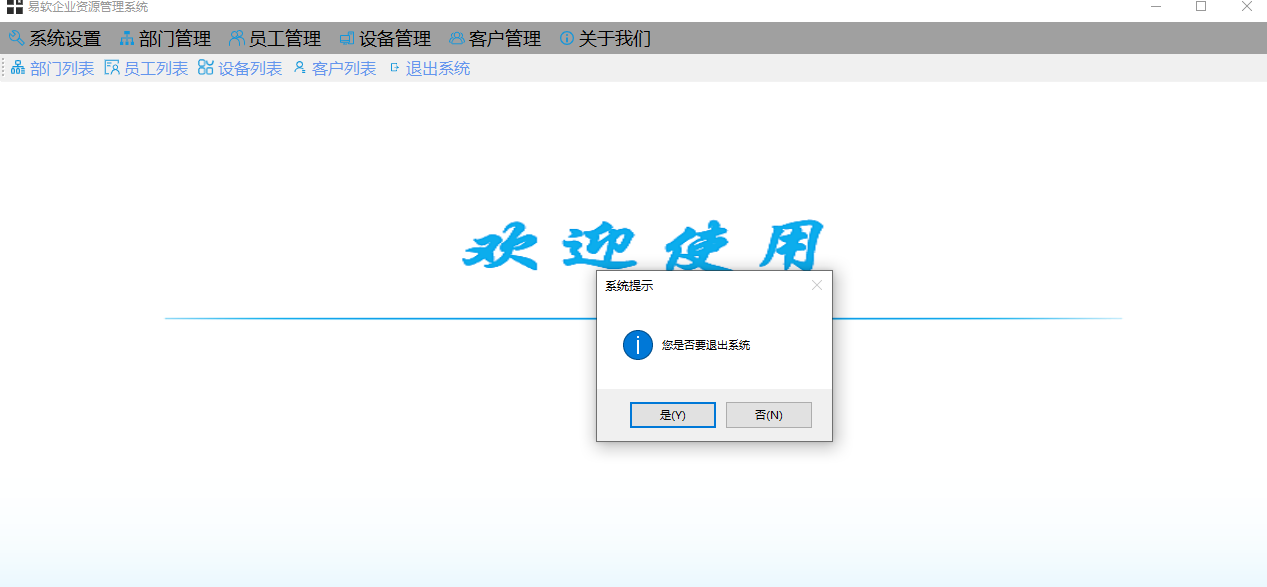 易软企业资源管理系统
系统设置 部门管理 员工管理 设备管理 客户管理 关于我们
部门列表 员工列表 设备列表 客户列表 退出系统
欢迎使用
系统提示
您是否要退出系统
是(Y) 否(N)